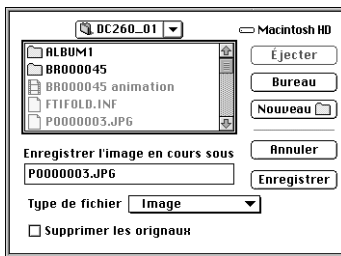 DC260_01
Macintosh HD
ALBUM1
BR000045
BR000045 animation
FTIFOLD.INF
P0000003.JPG
Éjecter
Bureau
Nouveau
Annuler
Enregistrer
Enregistrer l'image en cours sous
P0000003.JPG
Type de fichier Image
Supprimer les orignaux